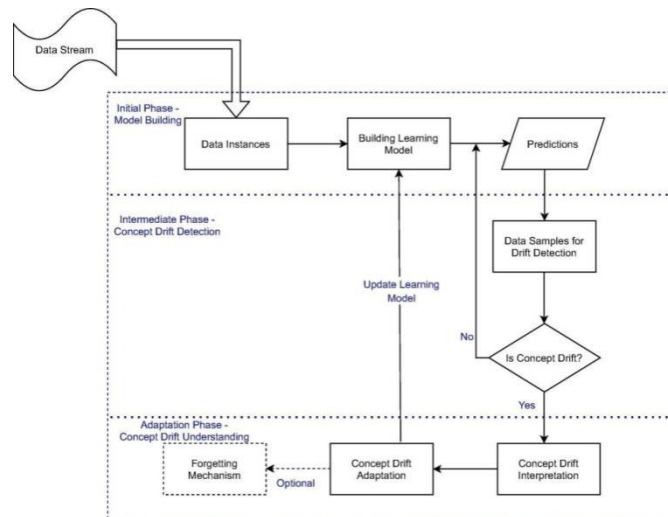 Data Stream
Initial Phase -
Model Building
Data Instances
Building Learning
Model
Predictions
Intermediate Phase -
Concept Drift Detection
Data Samples for
Drift Detection
Update Learning
Model
No
Is Concept Drift?
Yes
Adaptation Phase -
Concept Drift Understanding
Forgetting
Mechanism
Optional
Concept Drift
Adaptation
Concept Drift
Interpretation